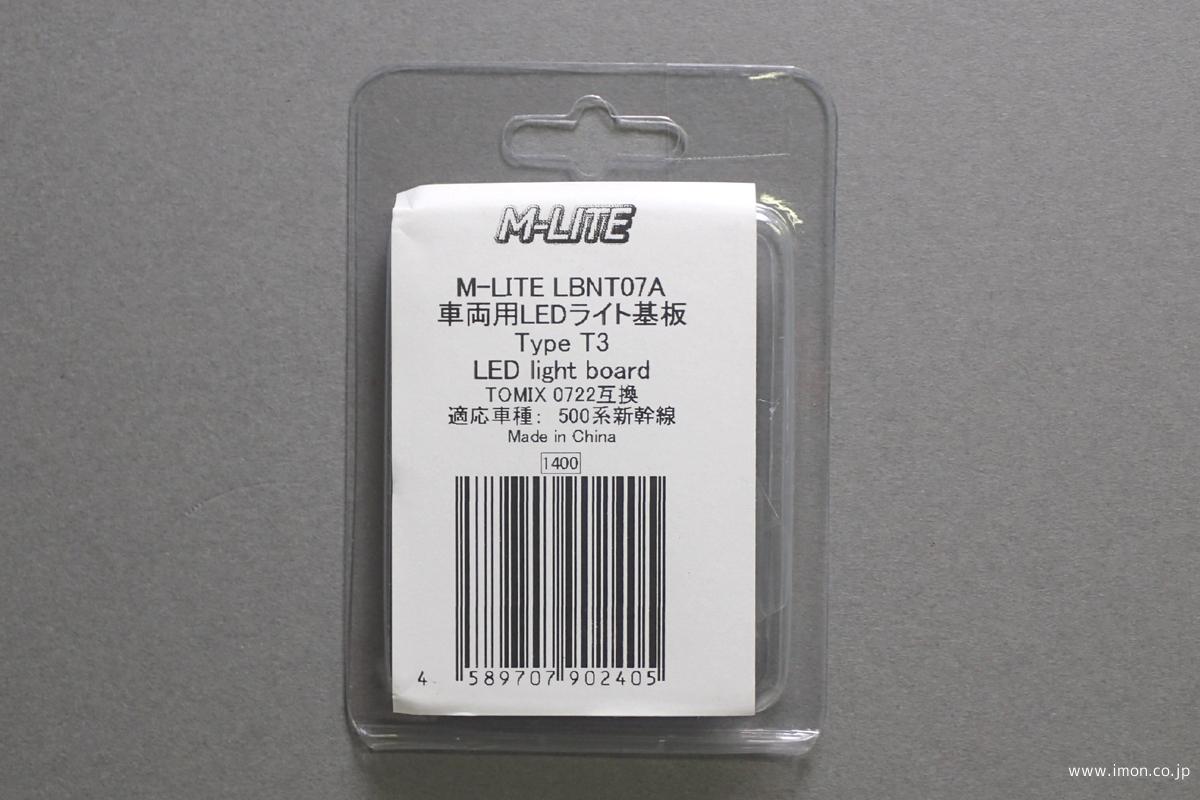 M-LITE
M-LITE LBNT07A
車両用LEDライト基板
Type T3
LED light board
TOMIX 0722互換
適応車種: 500系新幹線
Made in China
1400
4 589707 902405
www.imon.co.jp